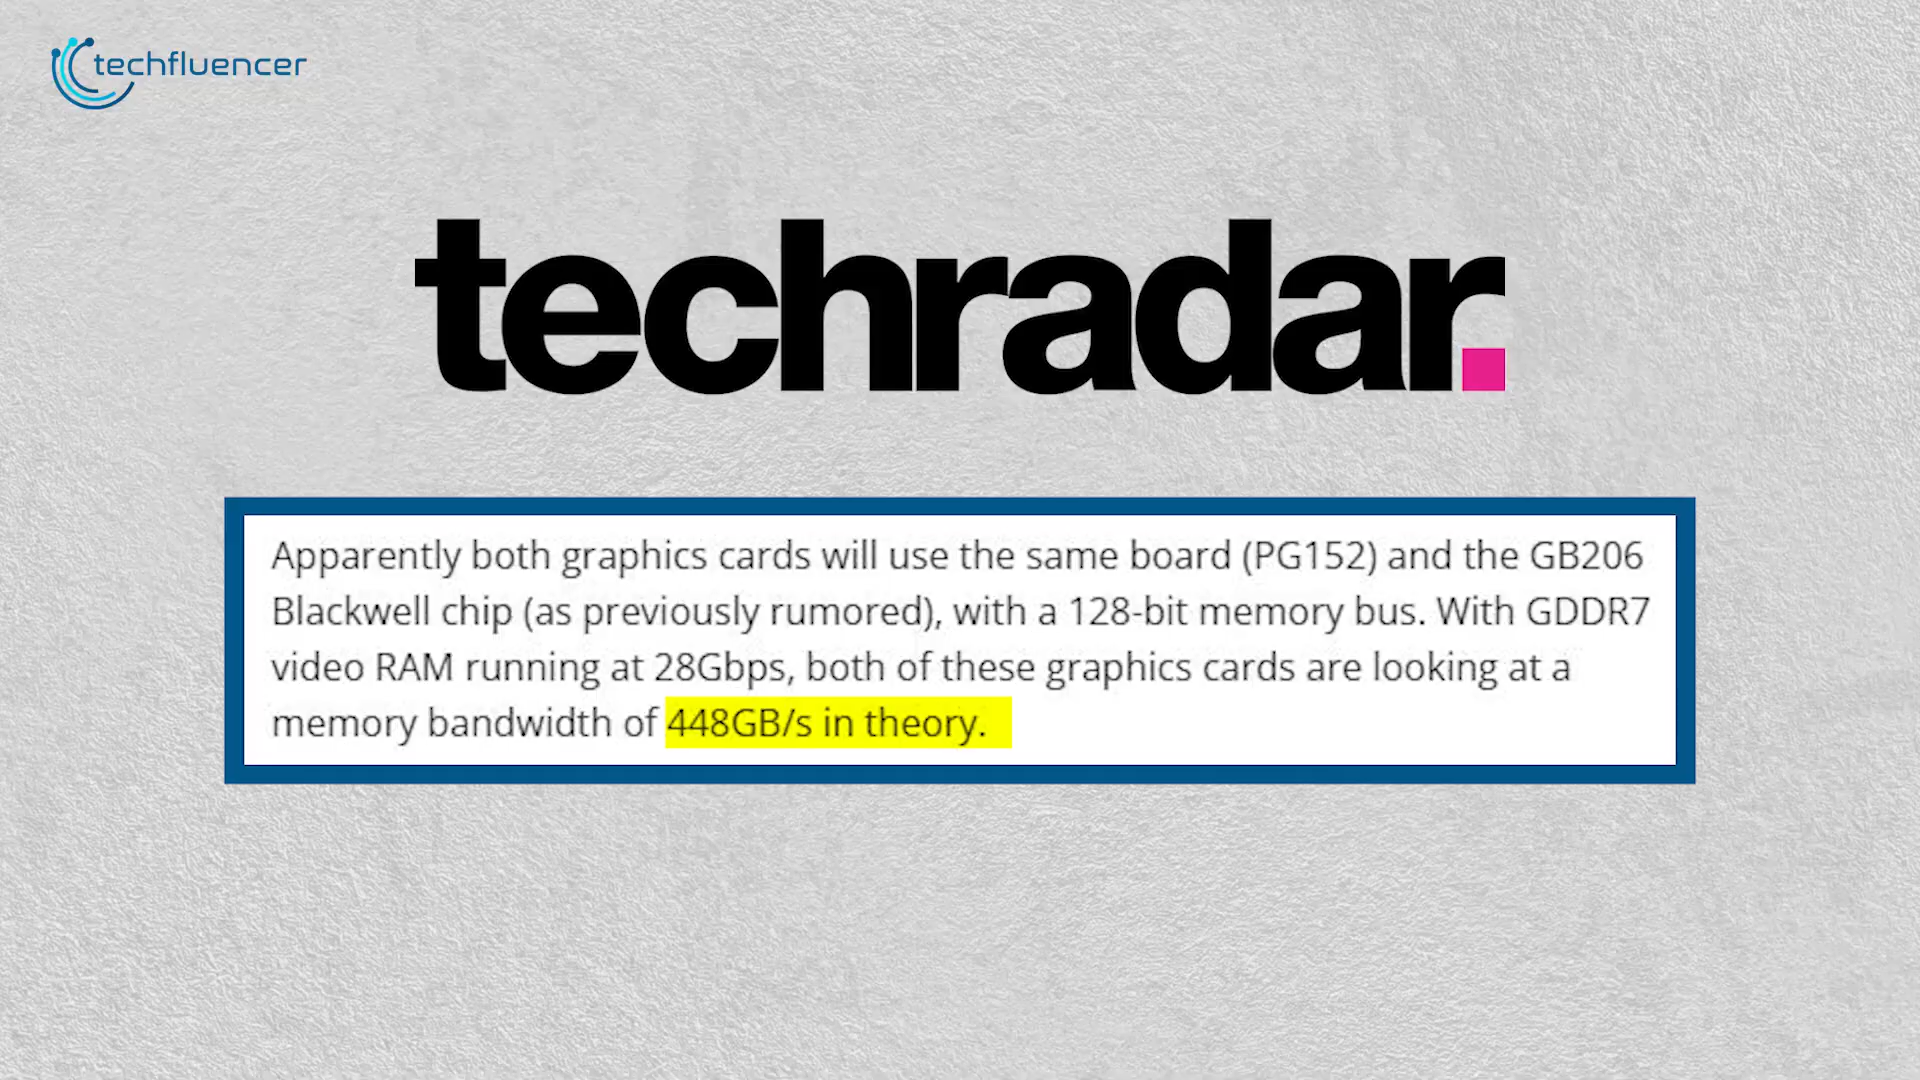 techfluencer
techradar.
Apparently both graphics cards will use the same board (PG152) and the GB206
Blackwell chip (as previously rumored), with a 128-bit memory bus. With GDDR7
video RAM running at 28Gbps, both of these graphics cards are looking at a
memory bandwidth of 448GB/s in theory.